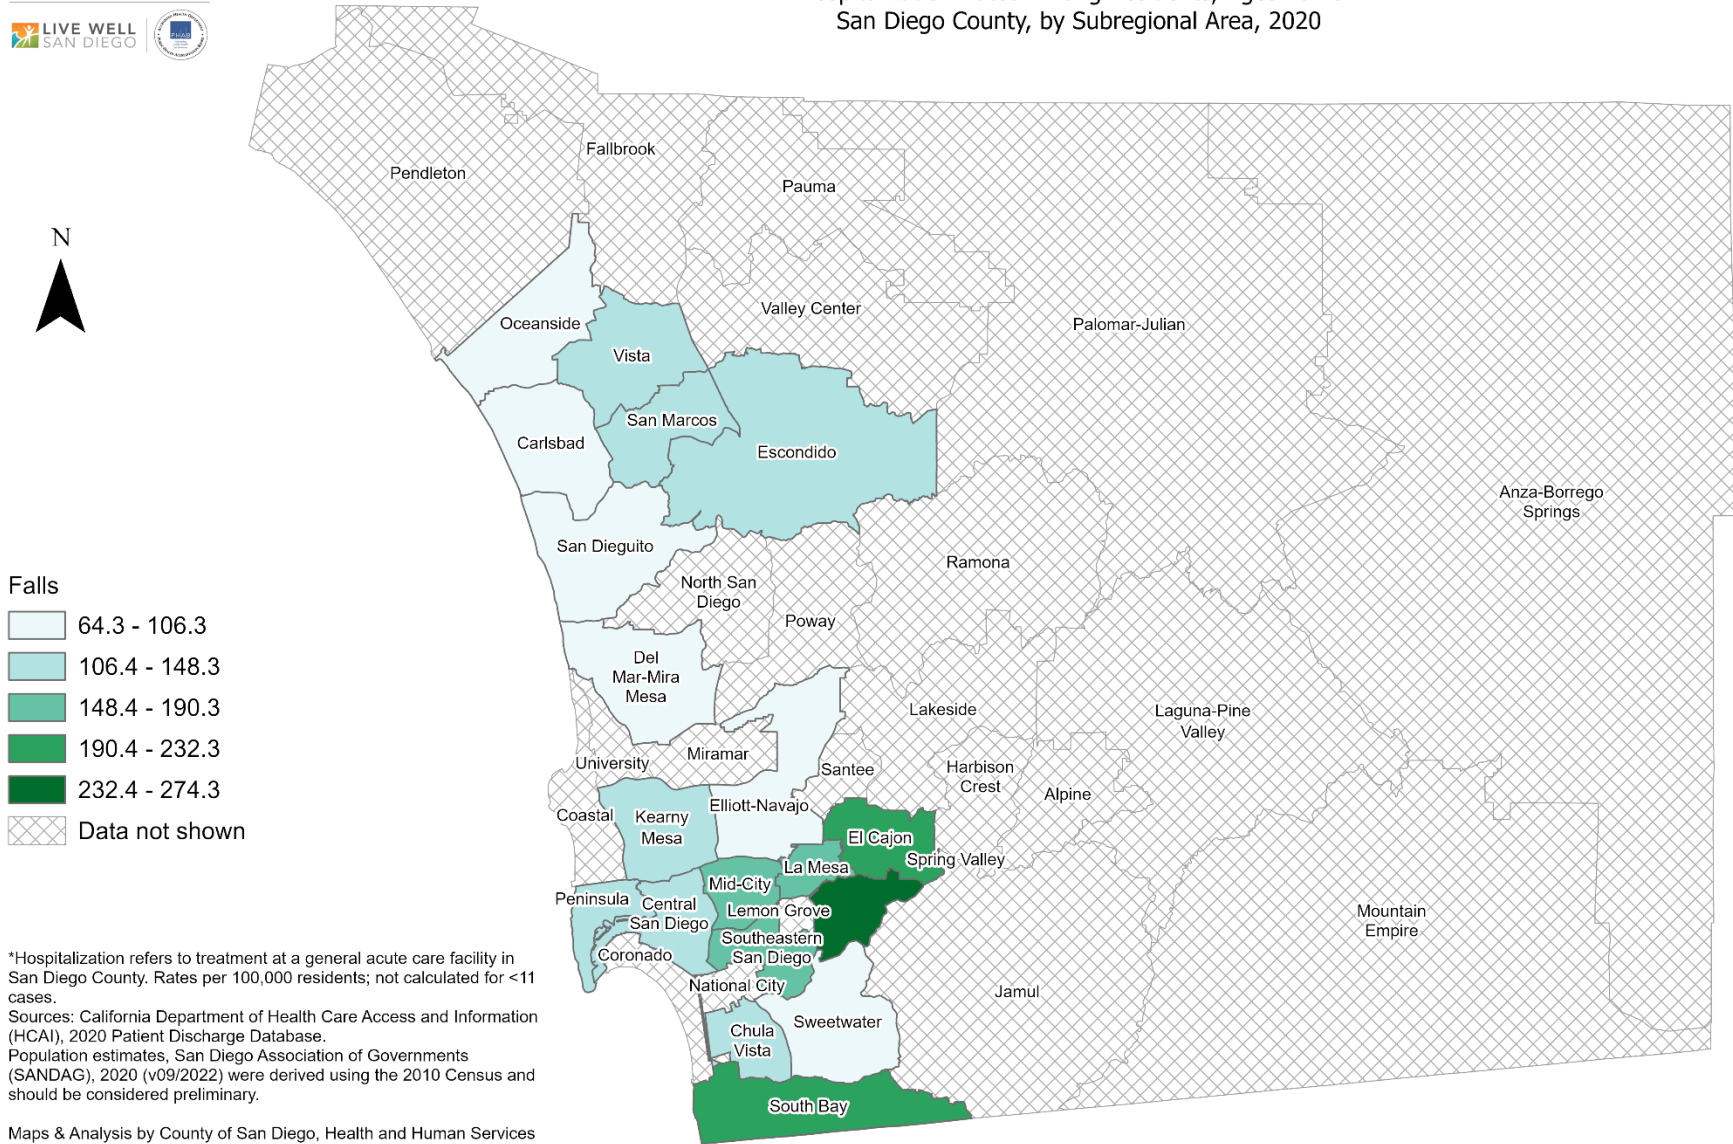 San Diego County, by Subregional Area, 2020
LIVE WELL
SAN DIEGO
PHAB
N
Pendleton
Fallbrook
Pauma
Valley Center
Palomar-Julian
Oceanside
Vista
San Marcos
Carlsbad
Escondido
Anza-Borrego
Springs
San Dieguito
North San
Diego
Ramona
Poway
Del
Mar-Mira
Mesa
Lakeside
Laguna-Pine
Valley
Miramar
University
Santee
Harbison
Crest
Alpine
Coastal
Kearny
Mesa
Elliott-Navajo
El Cajon
Spring Valley
La Mesa
Mid-City
Peninsula
Central
San Diego
Lemon Grove
Mountain
Empire
Southeastern
San Diego
Coronado
National City
Jamul
Sweetwater
Chula
Vista
South Bay
Falls
64.3 - 106.3
106.4 - 148.3
148.4 - 190.3
190.4 - 232.3
232.4 - 274.3
Data not shown
*Hospitalization refers to treatment at a general acute care facility in
San Diego County. Rates per 100,000 residents; not calculated for <11
cases.
Sources: California Department of Health Care Access and Information
(HCAI), 2020 Patient Discharge Database.
Population estimates, San Diego Association of Governments
(SANDAG), 2020 (v09/2022) were derived using the 2010 Census and
should be considered preliminary.
Maps & Analysis by County of San Diego, Health and Human Services